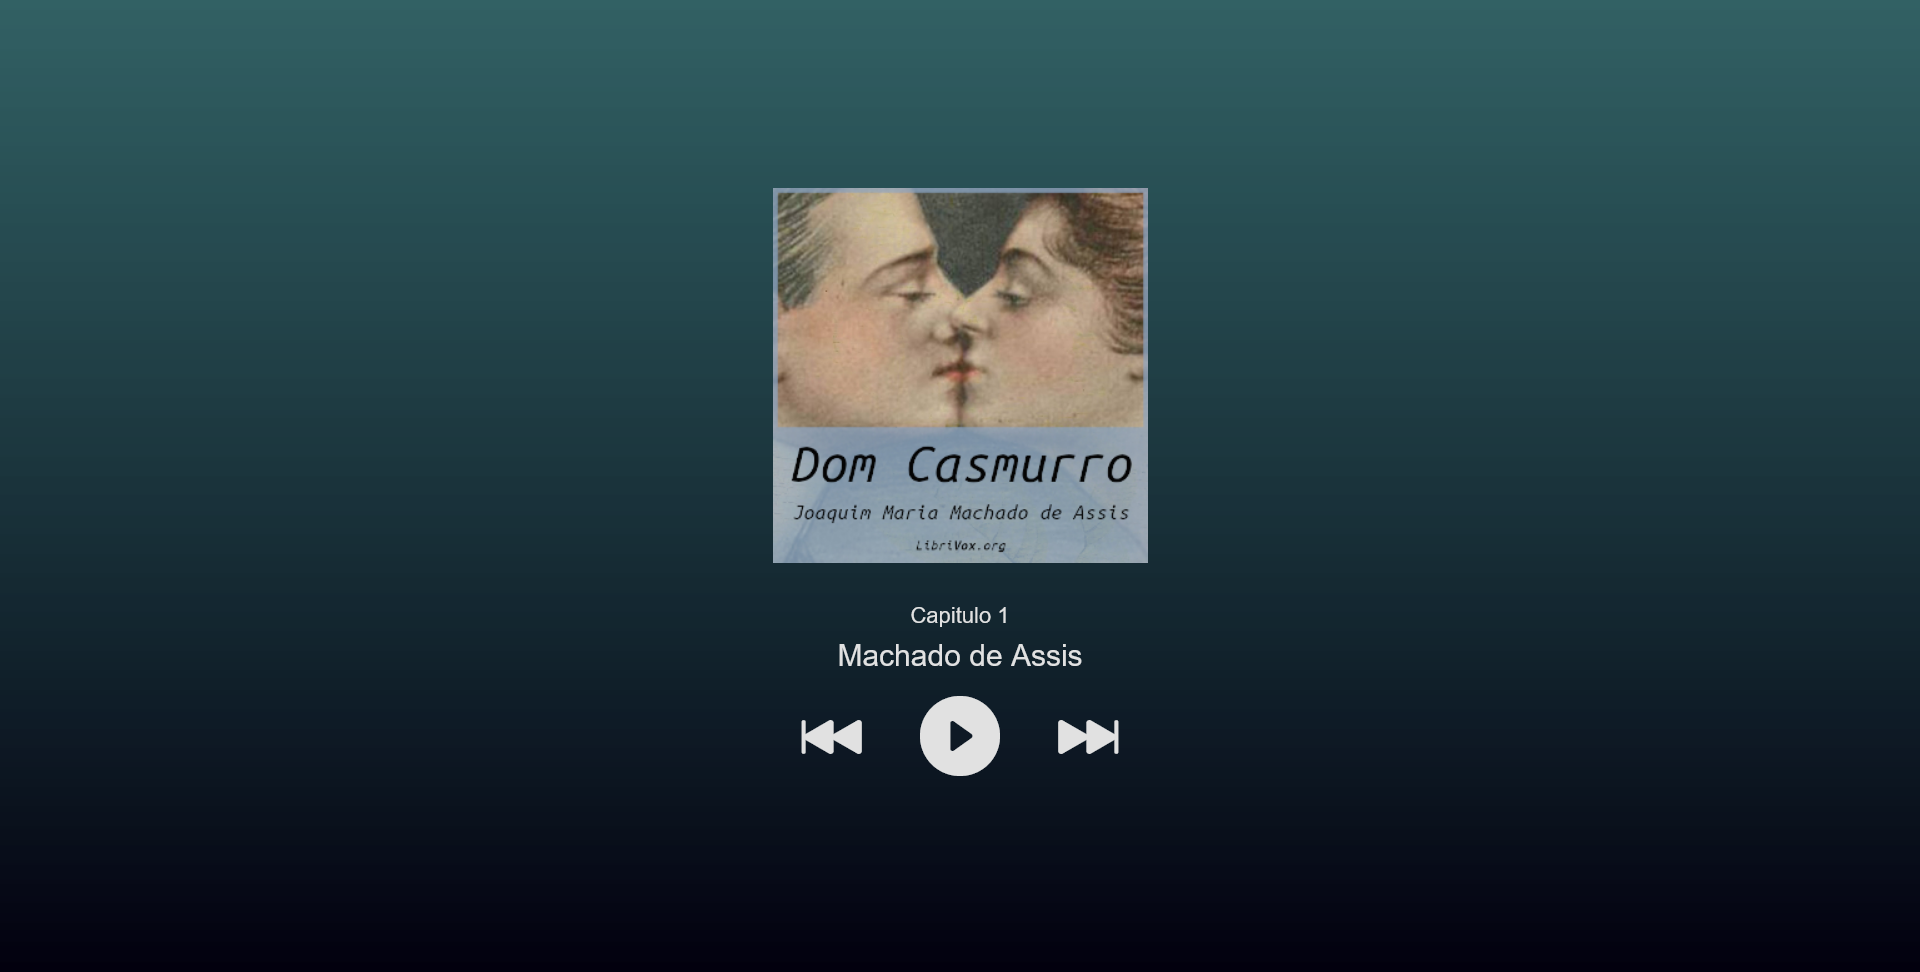 Dom Casmurro
Joaquim Maria Machado de Assis
LibriVox.org
Capitulo 1
Machado de Assis